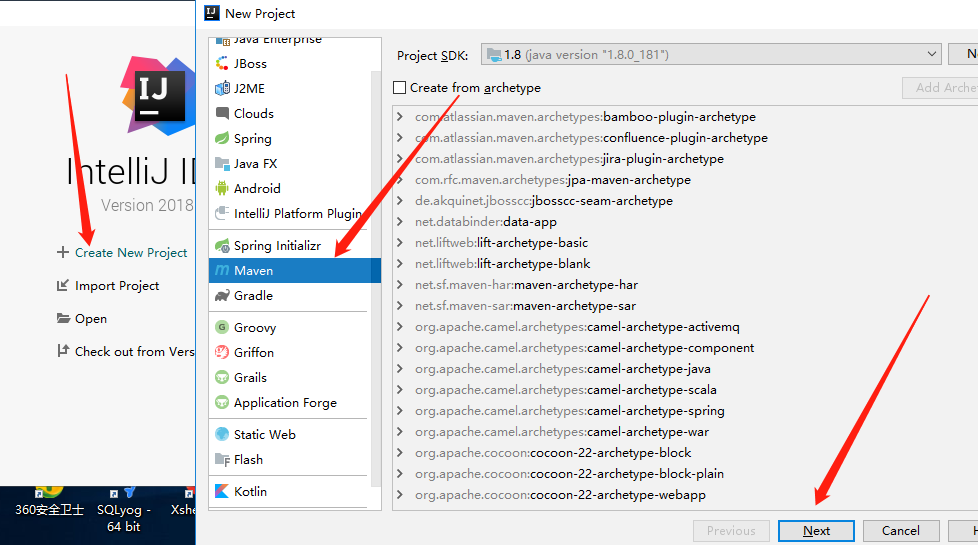 New Project
IntelliJ ID
Version 2018
Create New Project
Import Project
Open
Check out from Vers
360安全卫士
SQLyog -
64 bit
Xshe
Java Enterprise
JBoss
J2ME
Clouds
Spring
Java FX
Android
IntelliJ Platform Plugin
Spring Initializr
Maven
Gradle
Groovy
Griffon
Grails
Application Forge
Static Web
Flash
Kotlin
Project SDK: 1.8 (java version "1.8.0_181") N
Create from archetype Add Arche
com.atlassian.maven.archetypes:bamboo-plugin-archetype
com.atlassian.maven.archetypes:confluence-plugin-archetype
com.atlassian.maven.archetypes:jira-plugin-archetype
com.rfc.maven.archetypes:jpa-maven-archetype
de.akquinet.jbosscc:jbosscc-seam-archetype
net.databinder:data-app
net.liftweb:lift-archetype-basic
net.liftweb:lift-archetype-blank
net.sf.maven-har:maven-archetype-har
net.sf.maven-sar:maven-archetype-sar
org.apache.camel.archetypes:camel-archetype-activemq
org.apache.camel.archetypes:camel-archetype-component
org.apache.camel.archetypes:camel-archetype-java
org.apache.camel.archetypes:camel-archetype-scala
org.apache.camel.archetypes:camel-archetype-spring
org.apache.camel.archetypes:camel-archetype-war
org.apache.cocoon:cocoon-22-archetype-block
org.apache.cocoon:cocoon-22-archetype-block-plain
org.apache.cocoon:cocoon-22-archetype-webapp
Previous Next Cancel H